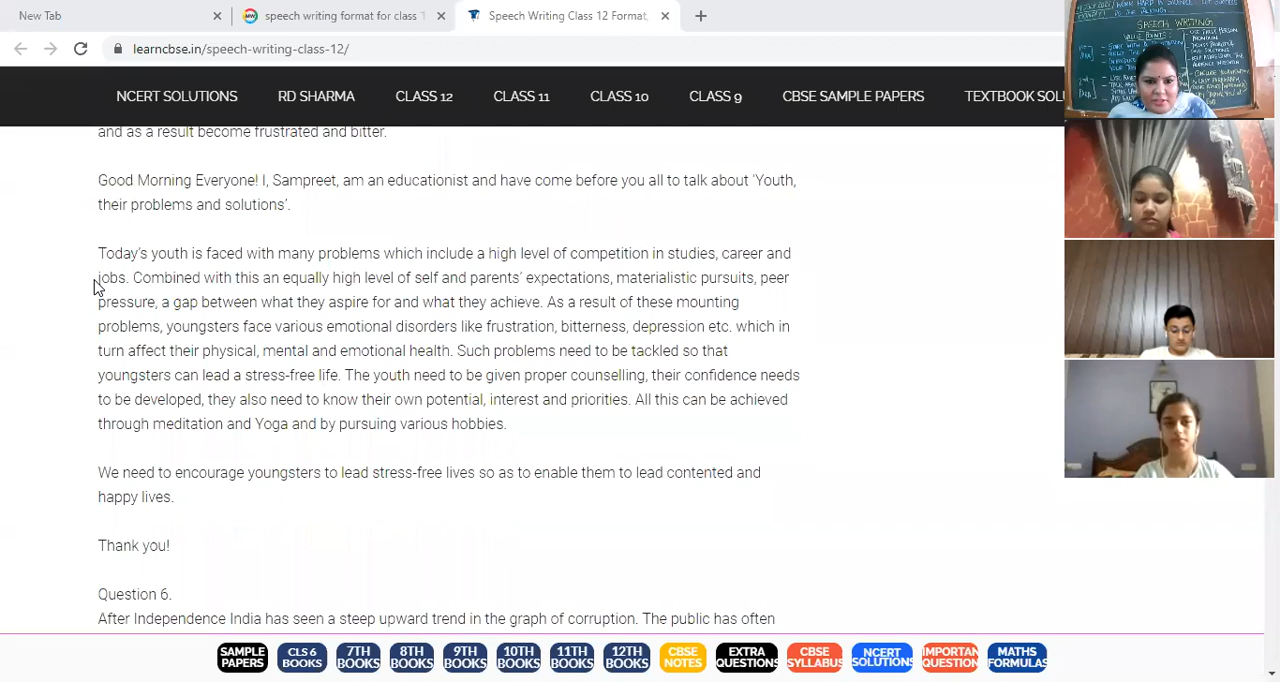 New Tab
speech writing format for class 1
Speech Writing Class 12 Format,
learncbse.in/speech-writing-class-12/
NCERT SOLUTIONS RD SHARMA CLASS 12 CLASS 11 CLASS 10 CLASS 9 CBSE SAMPLE PAPERS TEXTBOOK SOLU
and as a result become frustrated and bitter.
Good Morning Everyone! I, Sampreet, am an educationist and have come before you all to talk about ‘Youth,
their problems and solutions’.
Today’s youth is faced with many problems which include a high level of competition in studies, career and
jobs. Combined with this an equally high level of self and parents’ expectations, materialistic pursuits, peer
pressure, a gap between what they aspire for and what they achieve. As a result of these mounting
problems, youngsters face various emotional disorders like frustration, bitterness, depression etc. which in
turn affect their physical, mental and emotional health. Such problems need to be tackled so that
youngsters can lead a stress-free life. The youth need to be given proper counselling, their confidence needs
to be developed, they also need to know their own potential, interest and priorities. All this can be achieved
through meditation and Yoga and by pursuing various hobbies.
We need to encourage youngsters to lead stress-free lives so as to enable them to lead contented and
happy lives.
Thank you!
Question 6.
After Independence India has seen a steep upward trend in the graph of corruption. The public has often
SAMPLE PAPERS
CLS 6 BOOKS
7TH BOOKS
8TH BOOKS
9TH BOOKS
10TH BOOKS
11TH BOOKS
12TH BOOKS
CBSE NOTES
EXTRA QUESTIONS
CBSE SYLLABUS
NCERT SOLUTIONS
IMPORTAN QUESTION
MATHS FORMULAS
SPEECH WRITING
VALUE POINTS: